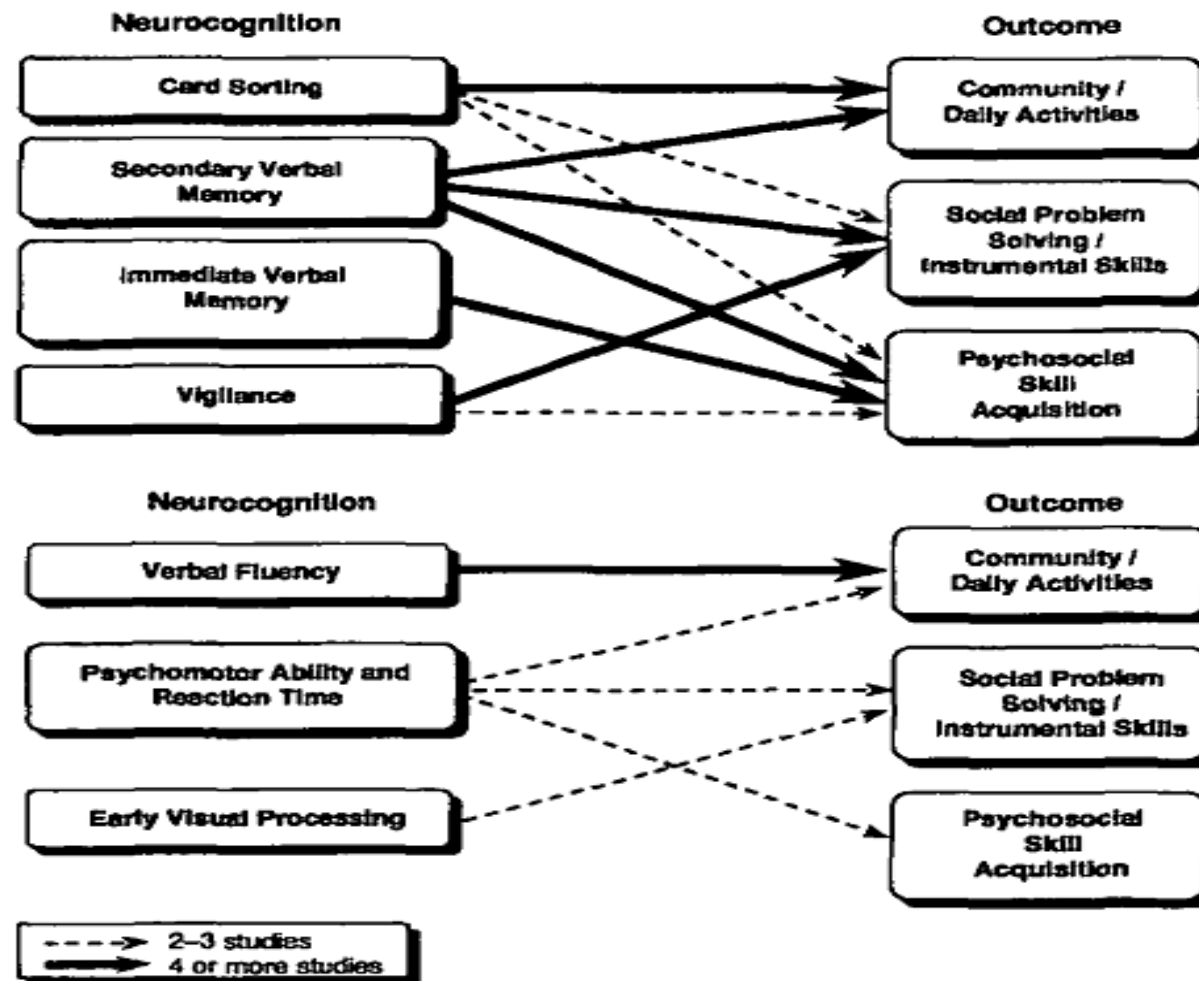 Neurocognition
Outcome
Card Sorting
Community /
Daily Activities
Secondary Verbal
Memory
Social Problem
Solving /
Instrumental Skills
Immediate Verbal
Memory
Psychosocial
Skill
Acquisition
Vigilance
Neurocognition
Outcome
Verbal Fluency
Community /
Daily Activities
Psychomotor Ability and
Reaction Time
Social Problem
Solving /
Instrumental Skills
Early Visual Processing
Psychosocial
Skill
Acquisition
2–3 studies
4 or more studies